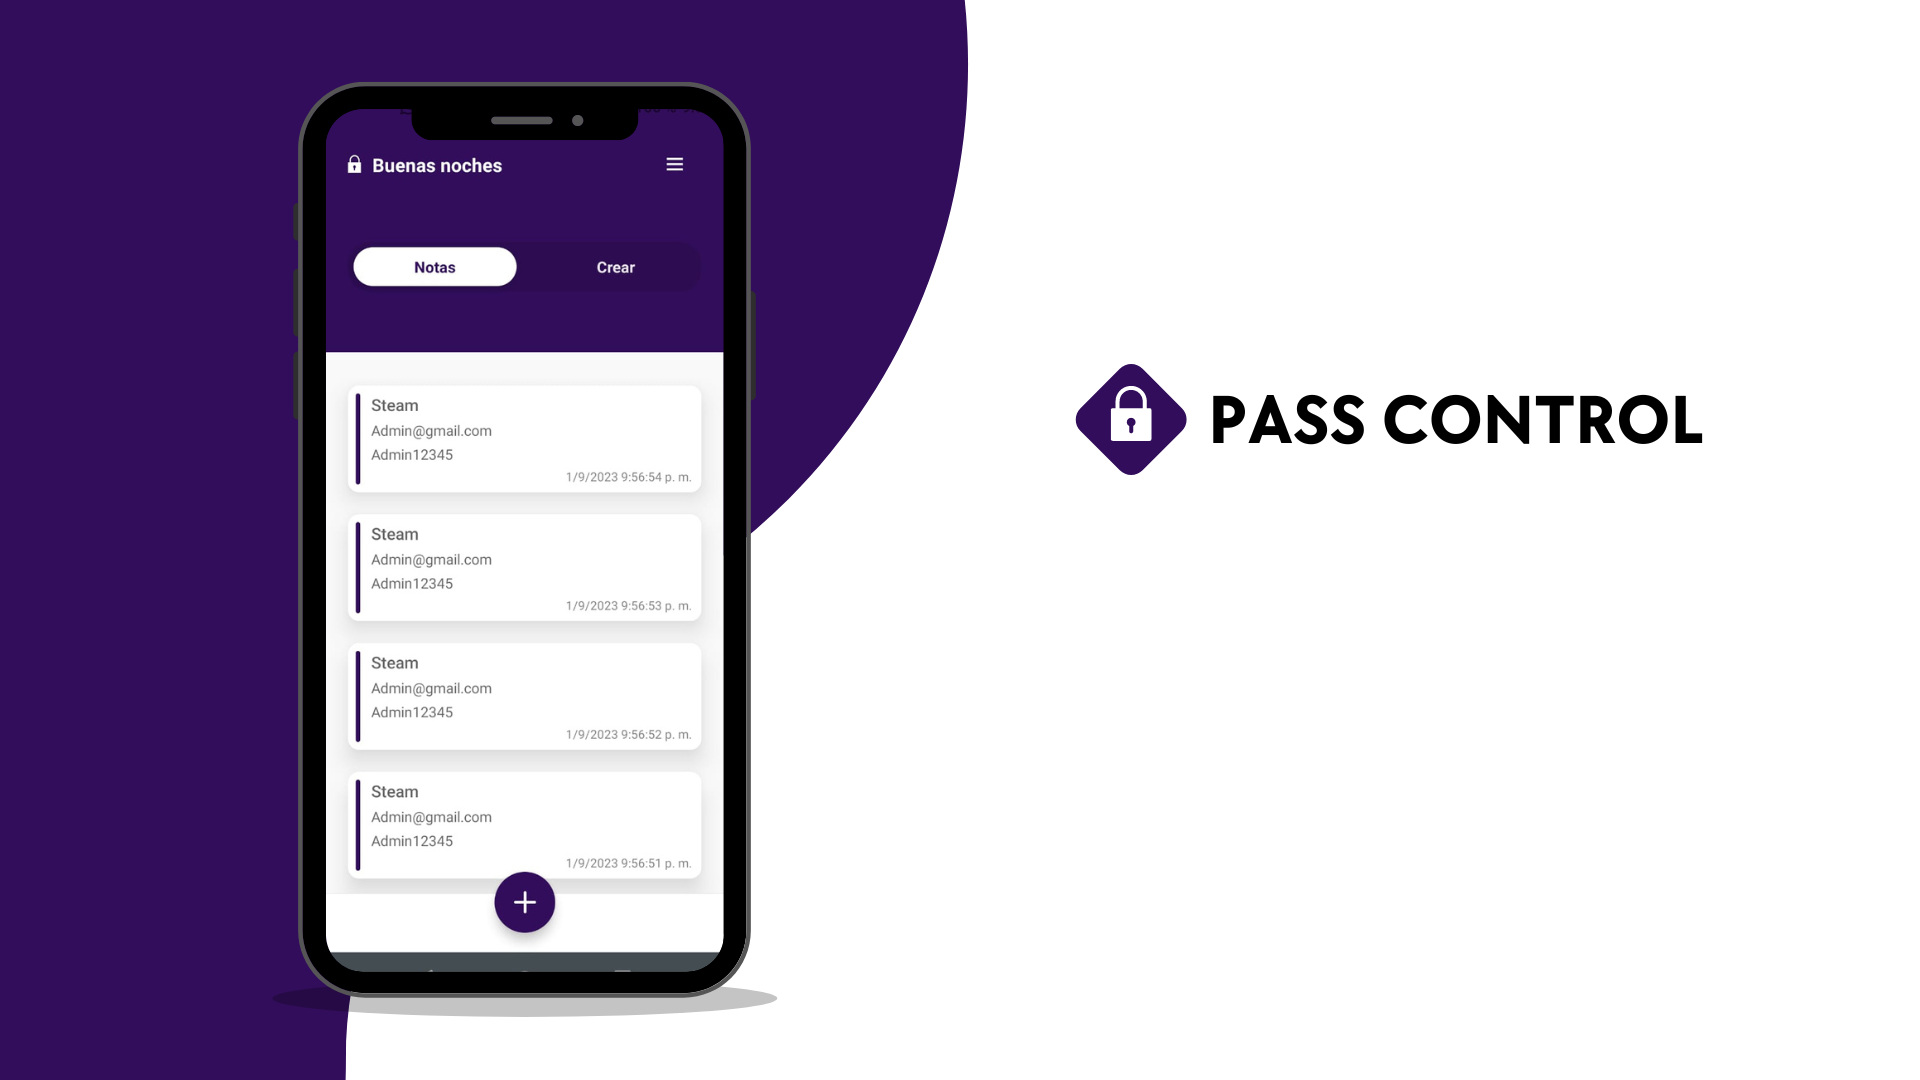 Buenas noches
Notas
Crear
Steam
Admin@gmail.com
Admin12345
1/9/2023 9:56:54 p. m.
Steam
Admin@gmail.com
Admin12345
1/9/2023 9:56:53 p. m.
Steam
Admin@gmail.com
Admin12345
1/9/2023 9:56:52 p. m.
Steam
Admin@gmail.com
Admin12345
1/9/2023 9:56:51 p. m.
PASS CONTROL